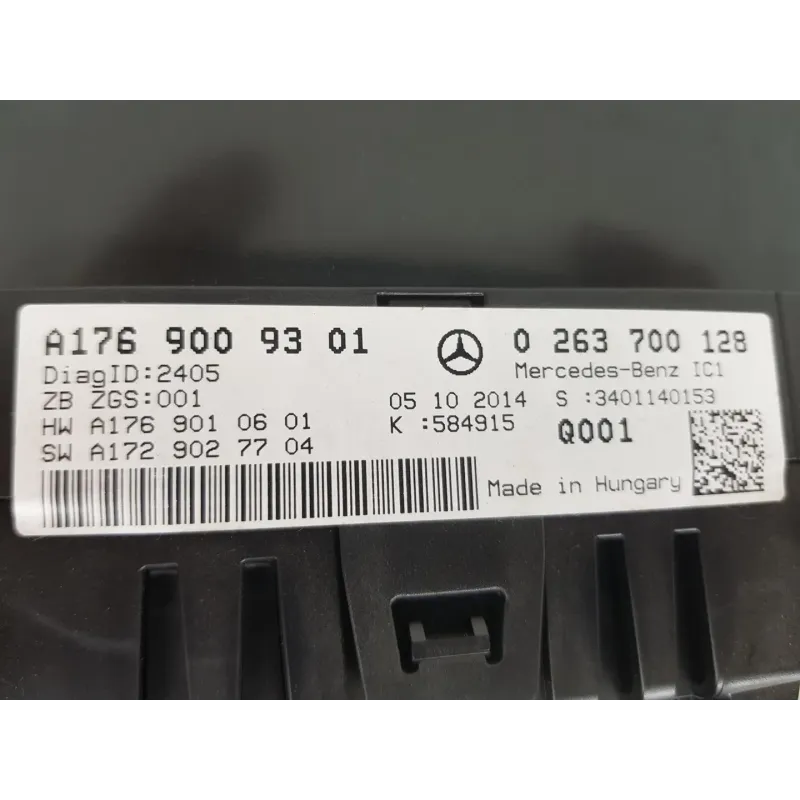 A176 900 93 01
0 263 700 128
DiagID:2405
Mercedes-Benz IC1
ZB ZGS:001
05 10 2014
S :3401140153
HW A176 901 06 01
K :584915
Q001
SW A172 902 77 04
Made in Hungary